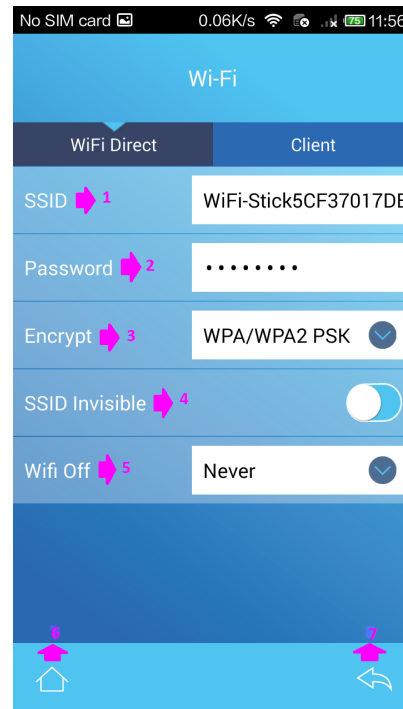 No SIM card 0.06K/s 75 11:56
Wi-Fi
WiFi Direct Client
SSID 1 WiFi-Stick5CF37017DE
Password 2 ••••••••
Encrypt 3 WPA/WPA2 PSK
SSID Invisible 4
Wifi Off 5 Never
6 7